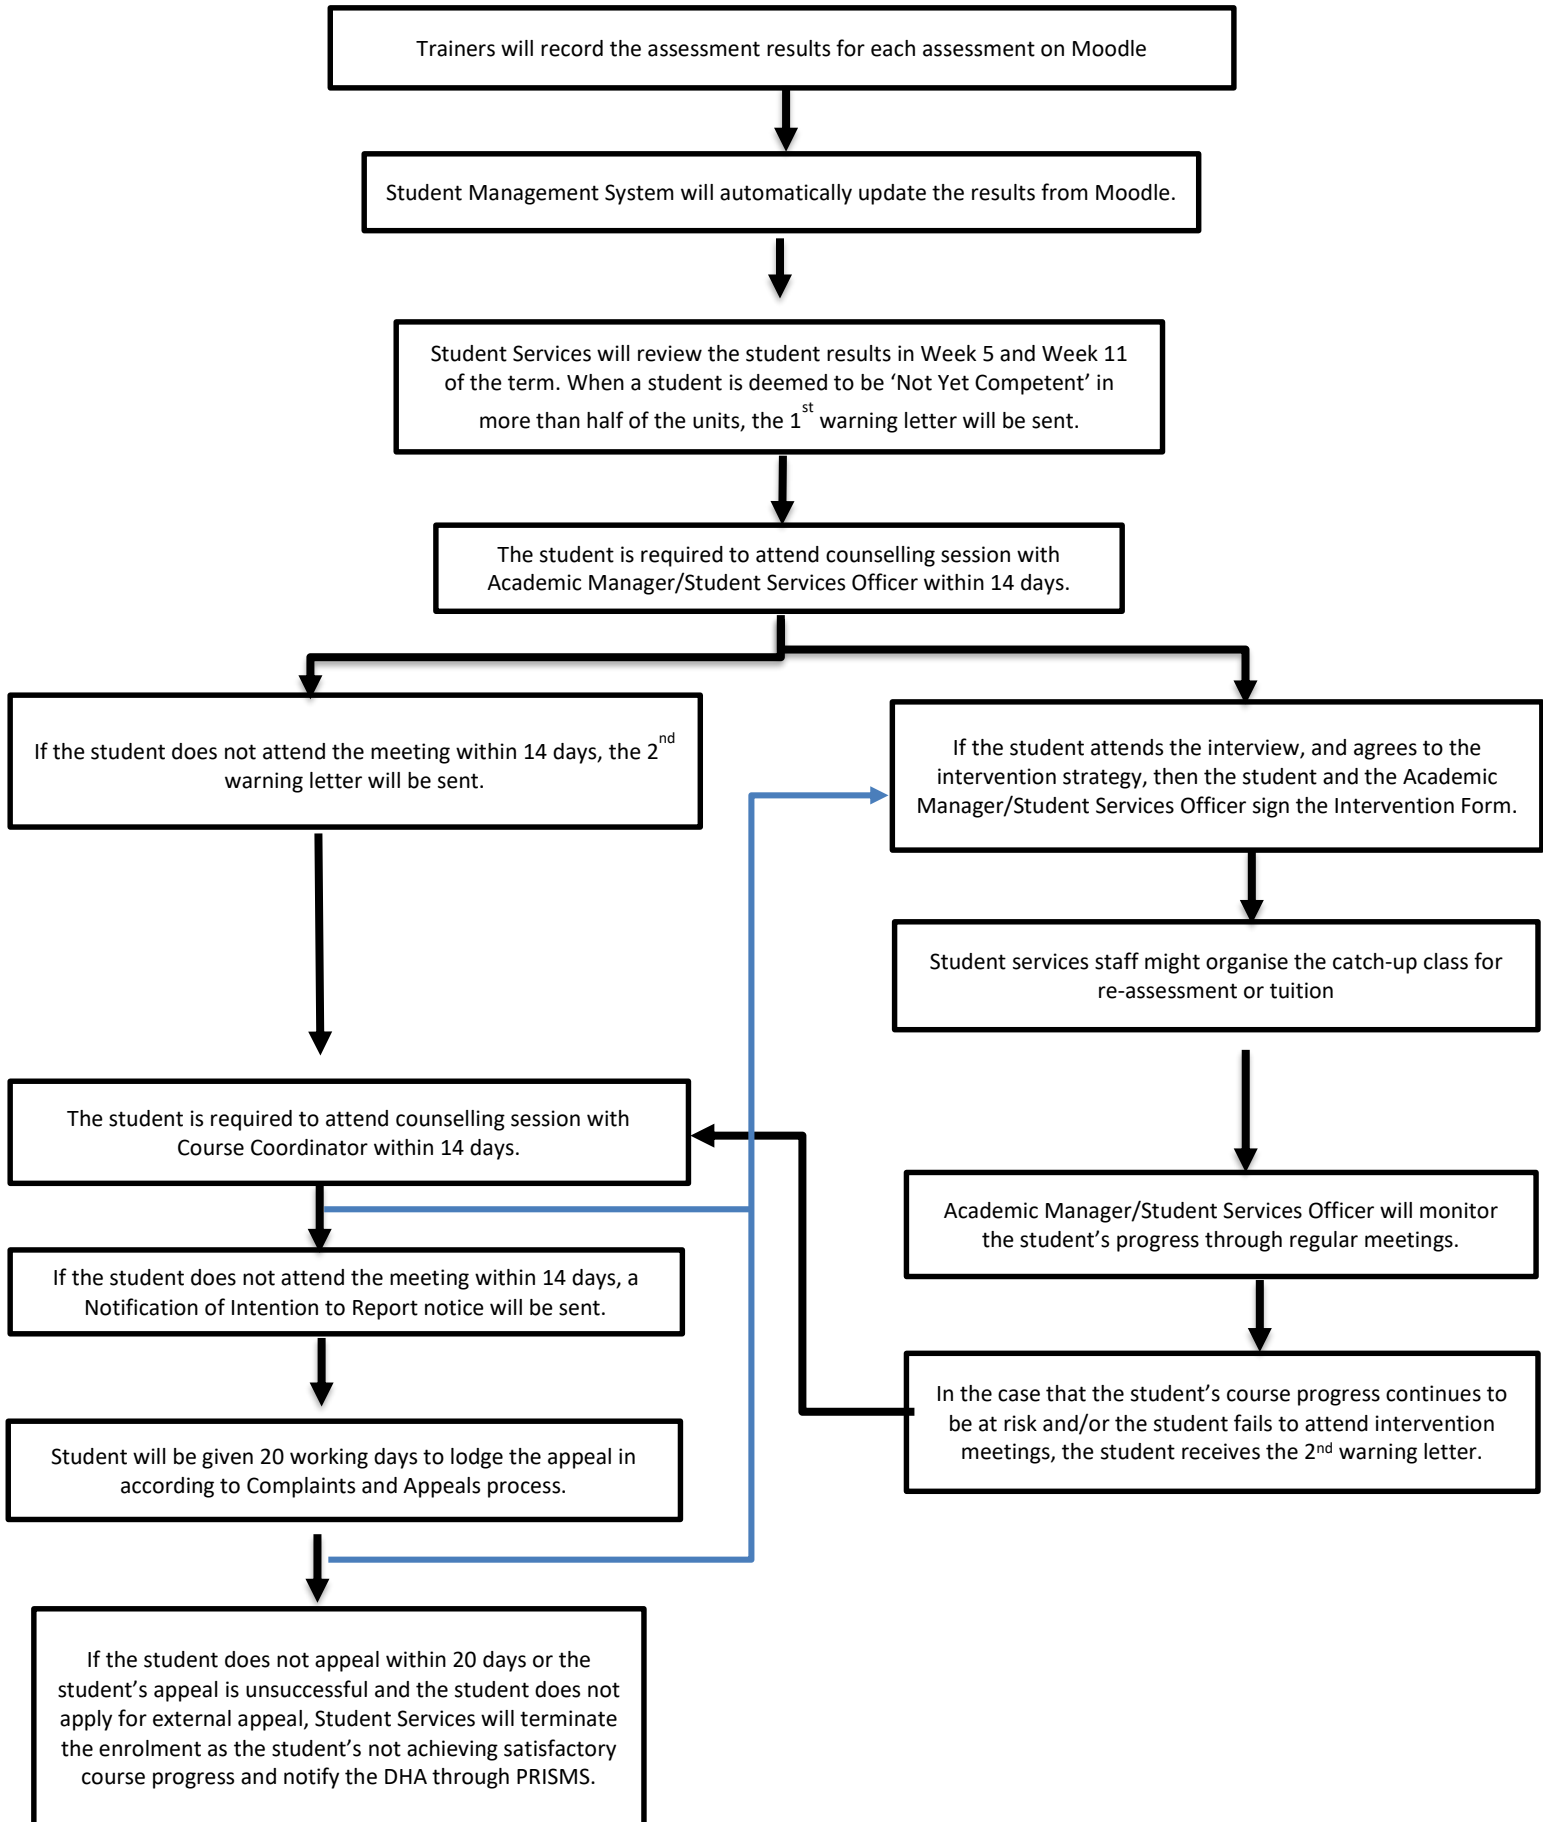 Trainers will record the assessment results for each assessment on Moodle
Student Management System will automatically update the results from Moodle.
Student Services will review the student results in Week 5 and Week 11
of the term. When a student is deemed to be ‘Not Yet Competent’ in
more than half of the units, the 1st warning letter will be sent.
The student is required to attend counselling session with
Academic Manager/Student Services Officer within 14 days.
If the student does not attend the meeting within 14 days, the 2nd
warning letter will be sent.
If the student attends the interview, and agrees to the
intervention strategy, then the student and the Academic
Manager/Student Services Officer sign the Intervention Form.
Student services staff might organise the catch-up class for
re-assessment or tuition
The student is required to attend counselling session with
Course Coordinator within 14 days.
Academic Manager/Student Services Officer will monitor
the student’s progress through regular meetings.
If the student does not attend the meeting within 14 days, a
Notification of Intention to Report notice will be sent.
In the case that the student’s course progress continues to
be at risk and/or the student fails to attend intervention
meetings, the student receives the 2nd warning letter.
Student will be given 20 working days to lodge the appeal in
according to Complaints and Appeals process.
If the student does not appeal within 20 days or the
student’s appeal is unsuccessful and the student does not
apply for external appeal, Student Services will terminate
the enrolment as the student’s not achieving satisfactory
course progress and notify the DHA through PRISMS.